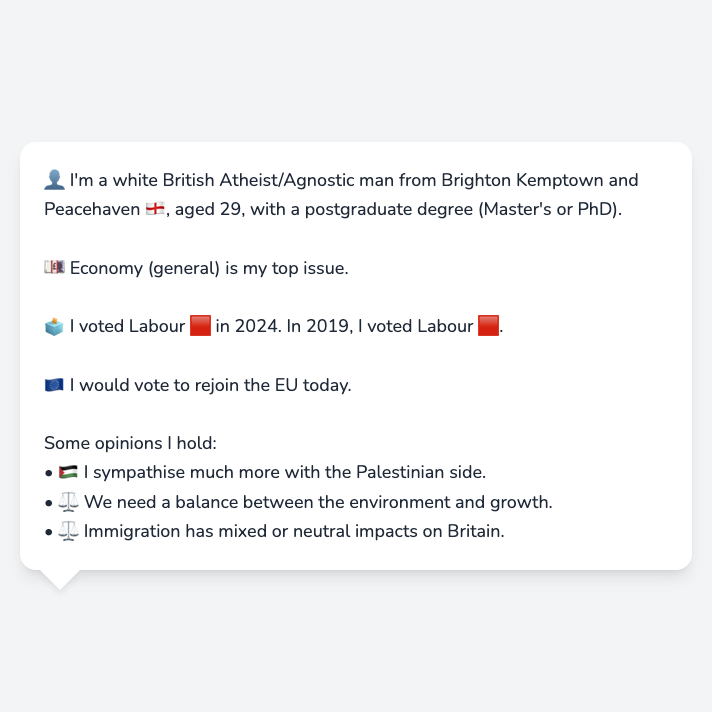 👤 I'm a white British Atheist/Agnostic man from Brighton Kemptown and
Peacehaven 🏴󠁧󠁢󠁥󠁮󠁧󠁿, aged 29, with a postgraduate degree (Master's or PhD).
💷 Economy (general) is my top issue.
🗳️ I voted Labour 🟥 in 2024. In 2019, I voted Labour 🟥.
🇪🇺 I would vote to rejoin the EU today.
Some opinions I hold:
• 🇵🇸 I sympathise much more with the Palestinian side.
• ⚖️ We need a balance between the environment and growth.
• ⚖️ Immigration has mixed or neutral impacts on Britain.